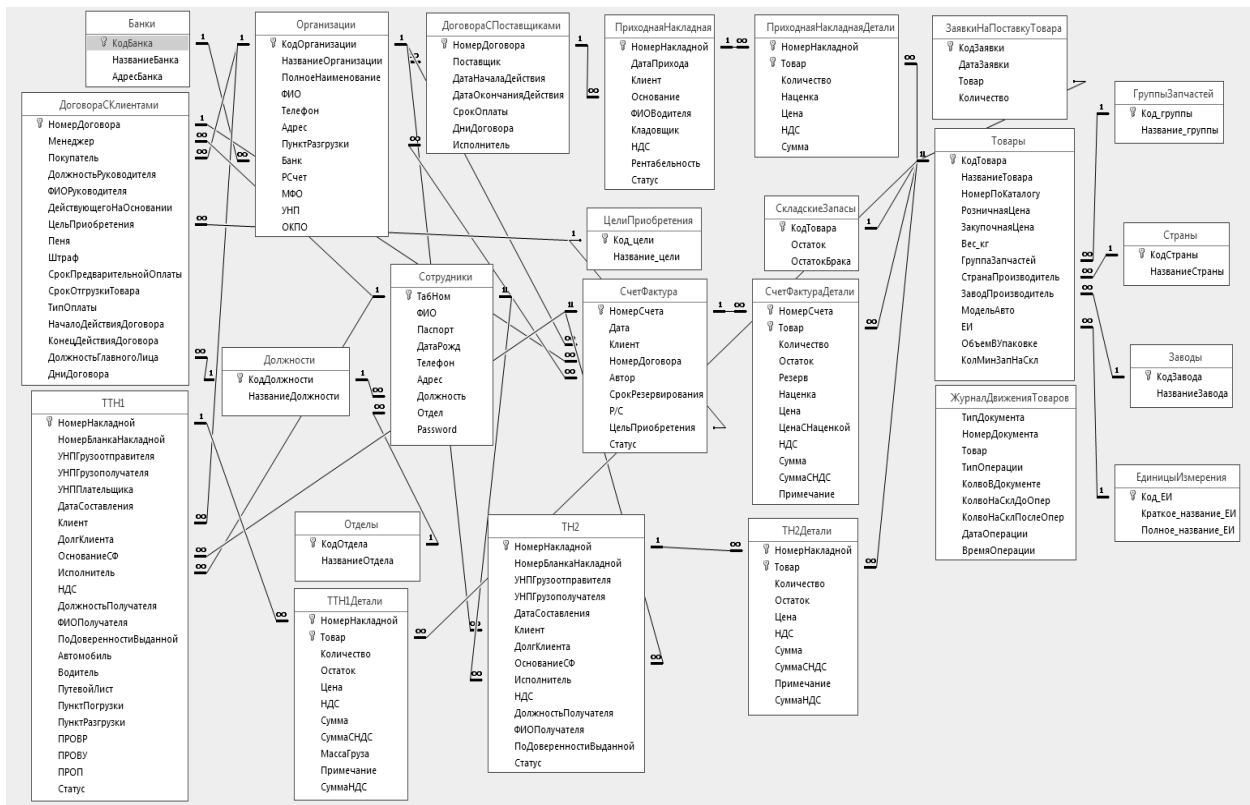 Банки
КодБанка
НазваниеБанка
АдресБанка
Организации
КодОрганизации
НазваниеОрганизации
ПолноеНаименование
ФИО
Телефон
Адрес
ПунктРазгрузки
Банк
РСчет
МФО
УНП
ОКПО
ДоговораСПоставщиками
НомерДоговора
Поставщик
ДатаНачалаДействия
ДатаОкончанияДействия
СрокОплаты
ДниДоговора
Исполнитель
ПриходнаяНакладная
НомерНакладной
ДатаПрихода
Клиент
Основание
ФИОВодителя
Кладовщик
НДС
Рентабельность
Статус
ПриходнаяНакладнаяДетали
НомерНакладной
Товар
Количество
Наценка
Цена
НДС
Сумма
ЗаявкиНаПоставкуТовара
КодЗаявки
ДатаЗаявки
Товар
Количество
ГруппыЗапчастей
Код_группы
Название_группы
ДоговораСКлиентами
НомерДоговора
Менеджер
Покупатель
ДолжностьРуководителя
ФИОРуководителя
ДействующегоНаОсновании
ЦельПриобретения
Пеня
Штраф
СрокПредварительнойОплаты
СрокОтгрузкиТовара
ТипОплаты
НачалоДействияДоговора
КонецДействияДоговора
ДолжностьГлавногоЛица
ДниДоговора
Товары
КодТовара
НазваниеТовара
НомерПоКаталогу
РозничнаяЦена
ЗакупочнаяЦена
Вес_кг
ГруппаЗапчастей
СтранаПроизводитель
ЗаводПроизводитель
МодельАвто
ЕИ
ОбъемВУпаковке
КолМинЗапНаСкл
СкладскиеЗапасы
КодТовара
Остаток
ОстатокБрака
ЦелиПриобретения
Код_цели
Название_цели
Страны
КодСтраны
НазваниеСтраны
Сотрудники
ТабНом
ФИО
Паспорт
ДатаРожд
Телефон
Адрес
Должность
Отдел
Password
СчетФактура
НомерСчета
Дата
Клиент
НомерДоговора
Автор
СрокРезервирования
Р/С
ЦельПриобретения
Статус
СчетФактураДетали
НомерСчета
Товар
Количество
Остаток
Резерв
Наценка
Цена
ЦенаСНаценкой
НДС
Сумма
СуммаСНДС
Примечание
Должности
КодДолжности
НазваниеДолжности
Заводы
КодЗавода
НазваниеЗавода
ТТН1
НомерНакладной
НомерБланкаНакладной
УНПГрузоотправителя
УНПГрузополучателя
УНППлательщика
ДатаСоставления
Клиент
ДолгКлиента
ОснованиеСФ
Исполнитель
НДС
ДолжностьПолучателя
ФИОПолучателя
ПоДоверенностиВыданной
Автомобиль
Водитель
ПутевойЛист
ПунктПогрузки
ПунктРазгрузки
ПРОВР
ПРОВУ
ПРОП
Статус
ЖурналДвиженияТоваров
ТипДокумента
НомерДокумента
Товар
ТипОперации
КолвоВДокументе
КолвоНаСклДоОпер
КолвоНаСклПослеОпер
ДатаОперации
ВремяОперации
ЕдиницыИзмерения
Код_ЕИ
Краткое_название_ЕИ
Полное_название_ЕИ
Отделы
КодОтдела
НазваниеОтдела
ТН2
НомерНакладной
НомерБланкаНакладной
УНПГрузоотправителя
УНПГрузополучателя
ДатаСоставления
Клиент
ДолгКлиента
ОснованиеСФ
Исполнитель
НДС
ДолжностьПолучателя
ФИОПолучателя
ПоДоверенностиВыданной
Статус
ТН2Детали
НомерНакладной
Товар
Количество
Остаток
Цена
НДС
Сумма
СуммаСНДС
Примечание
СуммаНДС
ТТН1Детали
НомерНакладной
Товар
Количество
Остаток
Цена
НДС
Сумма
СуммаСНДС
МассаГруза
Примечание
СуммаНДС